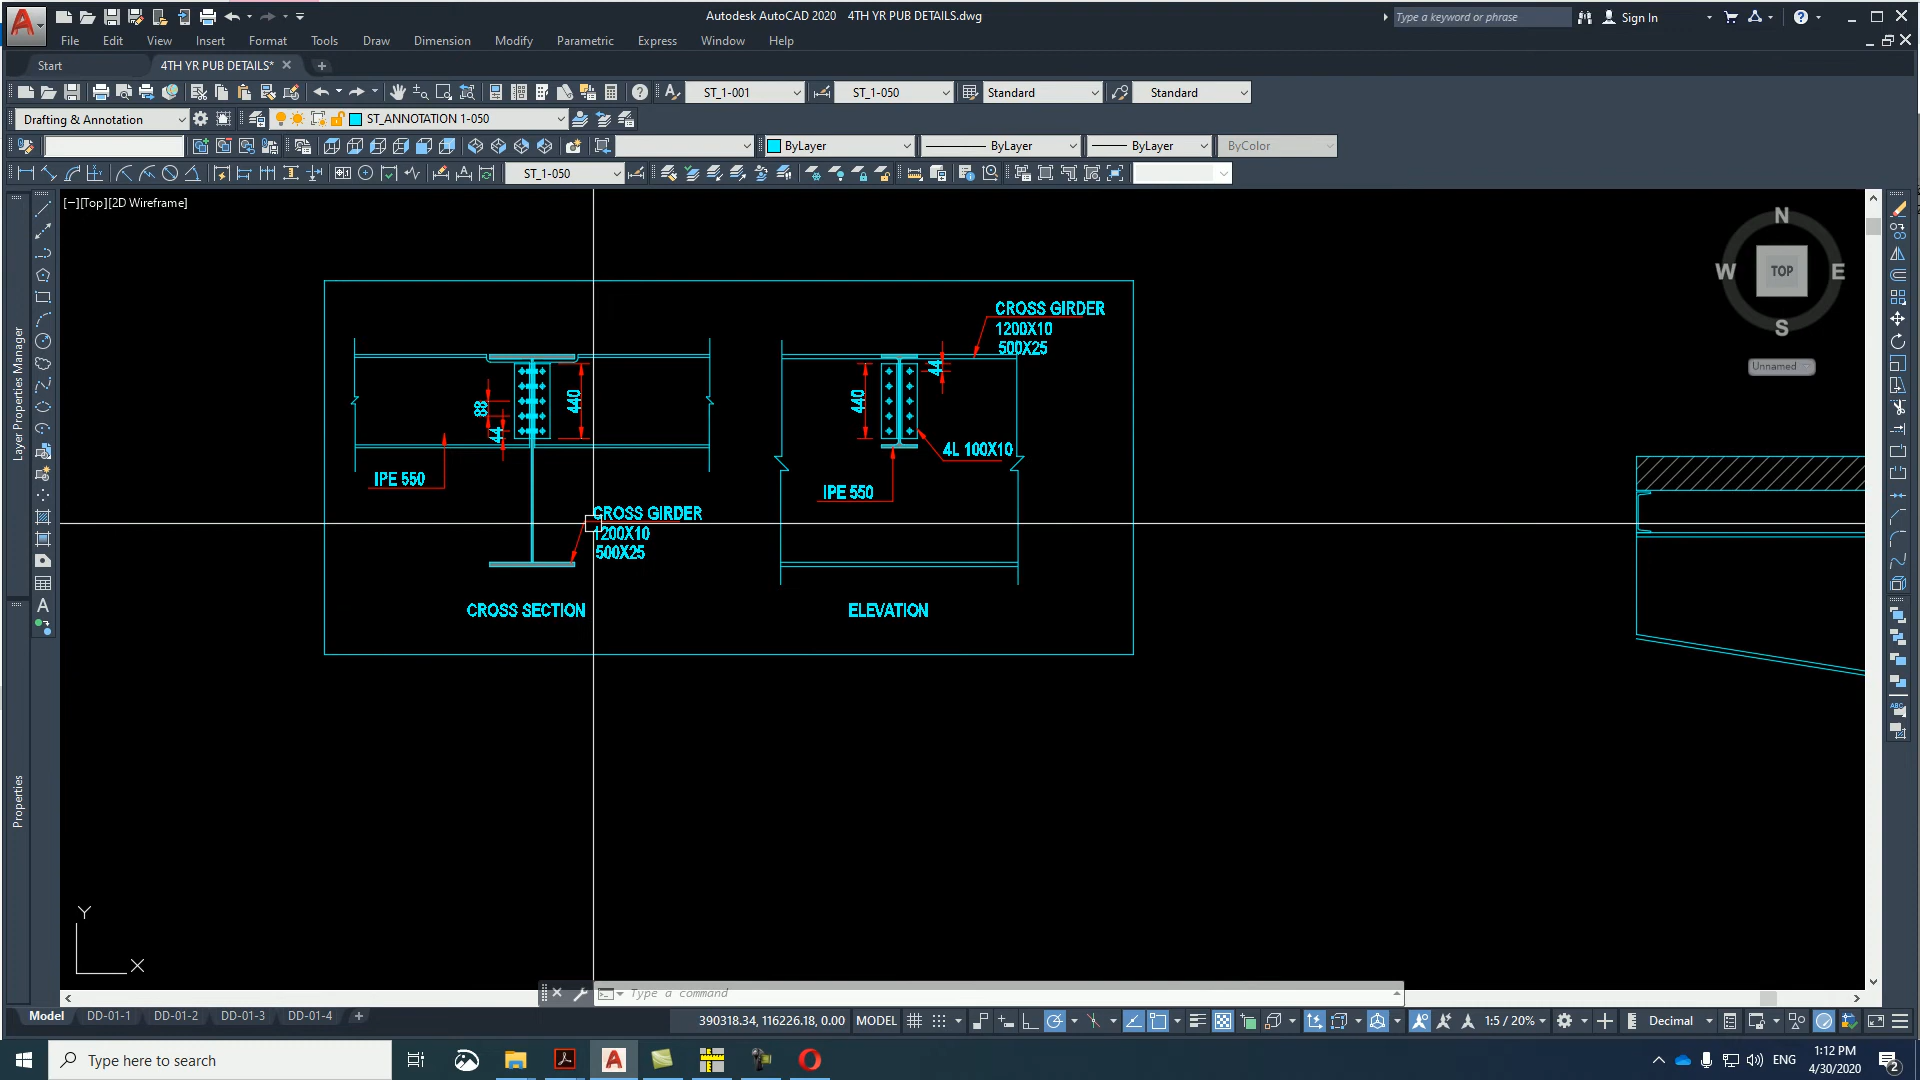 Autodesk AutoCAD 2020 4TH YR PUB DETAILS.dwg
Type a keyword or phrase
Sign In
File Edit View Insert Format Tools Draw Dimension Modify Parametric Express Window Help
Start
4TH YR PUB DETAILS*
ST_1-001
ST_1-050
Standard
Standard
Drafting & Annotation
ST_ANNOTATION 1-050
ByLayer
ByLayer
ByLayer
ByColor
ST_1-050
[−][Top][2D Wireframe]
N
W
TOP
E
S
Unnamed
Layer Properties Manager
Properties
CROSS GIRDER
1200X10
500X25
44
88
440
440
44
4L 100X10
IPE 550
IPE 550
CROSS GIRDER
1200X10
500X25
CROSS SECTION
ELEVATION
Y
X
Type a command
Model DD-01-1 DD-01-2 DD-01-3 DD-01-4
390318.34, 116226.18, 0.00 MODEL
1:5 / 20%
Decimal
Type here to search
ENG
1:12 PM
4/30/2020
2